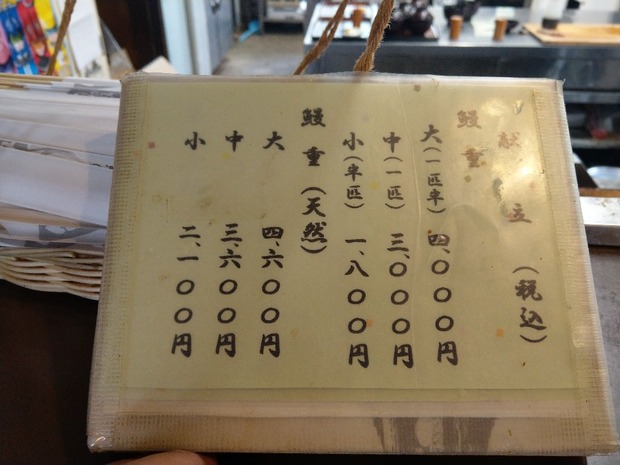 献立（税込）
鰻重
大（一匹半）四、〇〇〇円
中（一匹）三、〇〇〇円
小（半匹）一、八〇〇円
鰻重（天然）
大 四、六〇〇円
中 三、六〇〇円
小 二、一〇〇円